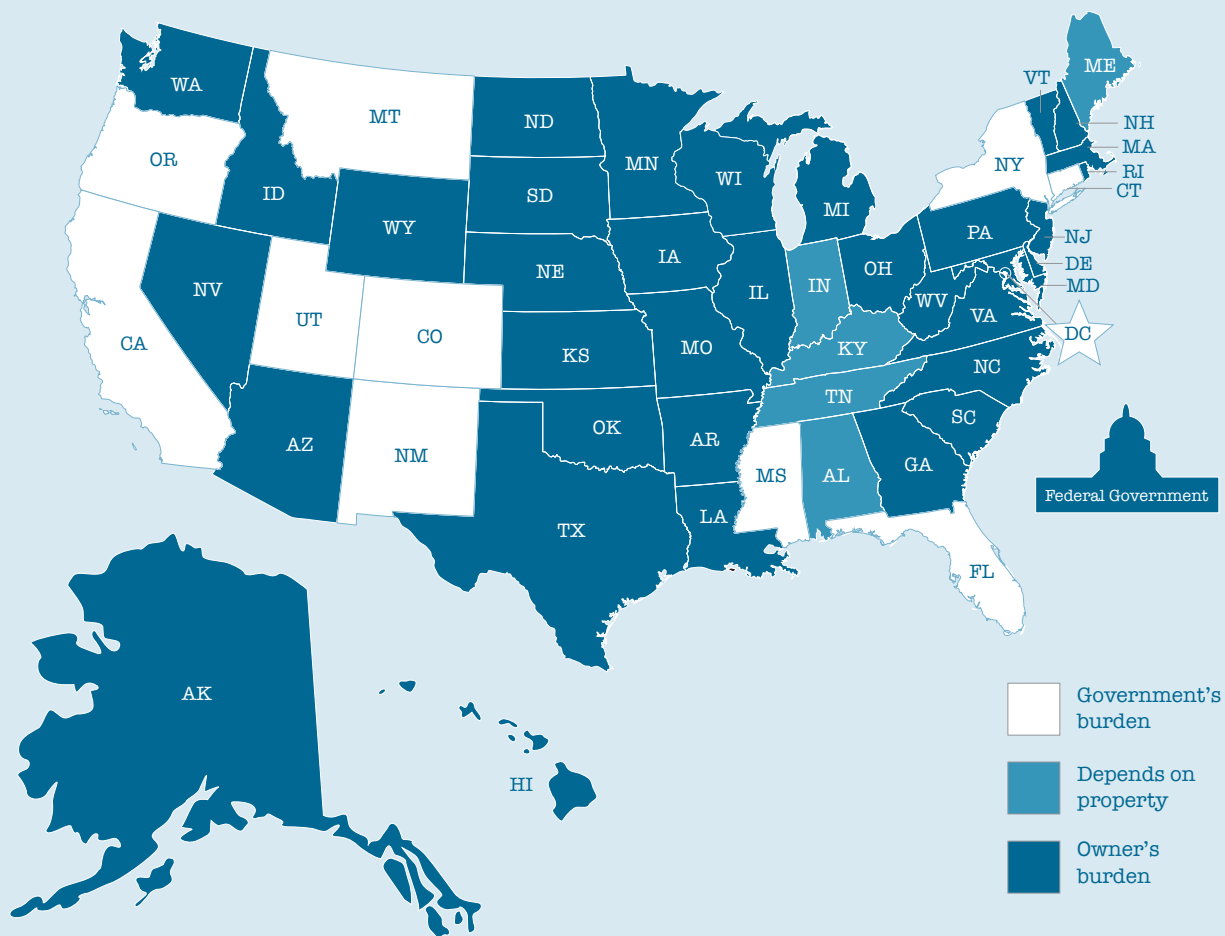 ME
VT
WA
MT
ND
NH
MN
MA
OR
NY
RI
WI
CT
ID
SD
MI
WY
PA
NJ
IA
DE
NE
OH
MD
NV
IN
IL
WV
VA
UT
DC
CO
CA
MO
KY
KS
NC
TN
SC
OK
AR
AZ
NM
GA
MS
AL
Federal Government
LA
TX
FL
AK
HI
Government's
burden
Depends on
property
Owner's
burden